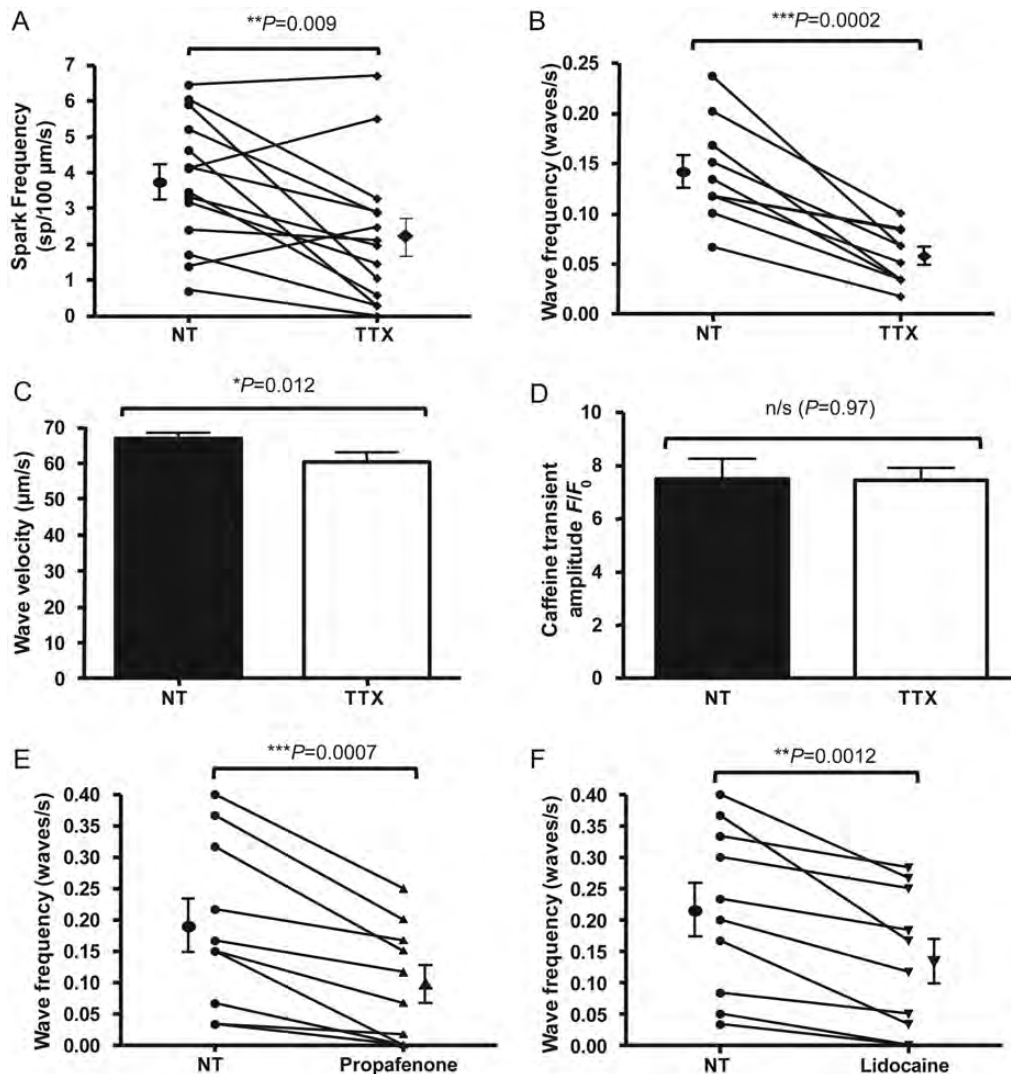 A
**P=0.009
Spark Frequency
(sp/100 µm/s)
7
6
5
4
3
2
1
0
NT
TTX
B
***P=0.0002
Wave frequency (waves/s)
0.25
0.20
0.15
0.10
0.05
0.00
NT
TTX
C
*P=0.012
Wave velocity (µm/s)
70
60
50
40
30
20
10
0
NT
TTX
D
n/s (P=0.97)
Caffeine transient
amplitude F/F0
10
8
6
4
2
0
NT
TTX
E
***P=0.0007
Wave frequency (waves/s)
0.40
0.35
0.30
0.25
0.20
0.15
0.10
0.05
0.00
NT
Propafenone
F
**P=0.0012
Wave frequency (waves/s)
0.40
0.35
0.30
0.25
0.20
0.15
0.10
0.05
0.00
NT
Lidocaine